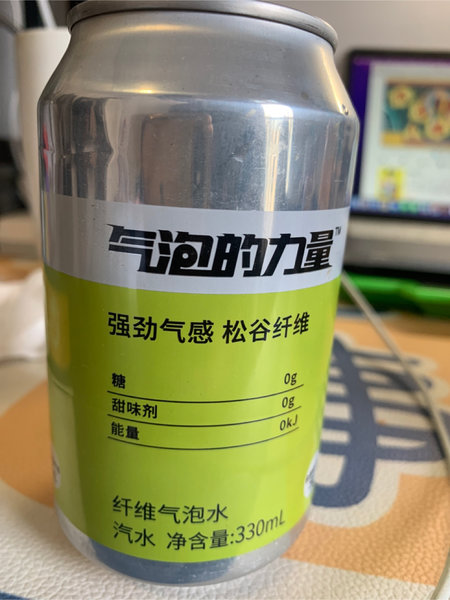 气泡的力量™
强劲气感 松谷纤维
糖 0g
甜味剂 0g
能量 0kJ
纤维气泡水
汽水 净含量:330mL